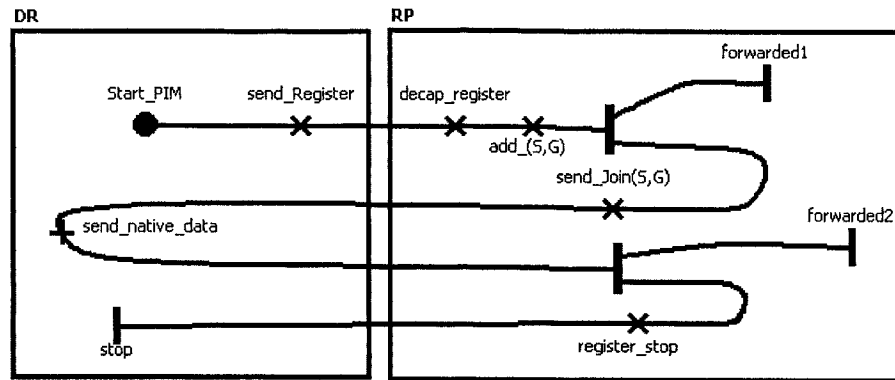 DR
RP
forwarded1
Start_PIM
send_Register
decap_register
add_(S,G)
send_Join(S,G)
send_native_data
forwarded2
stop
register_stop